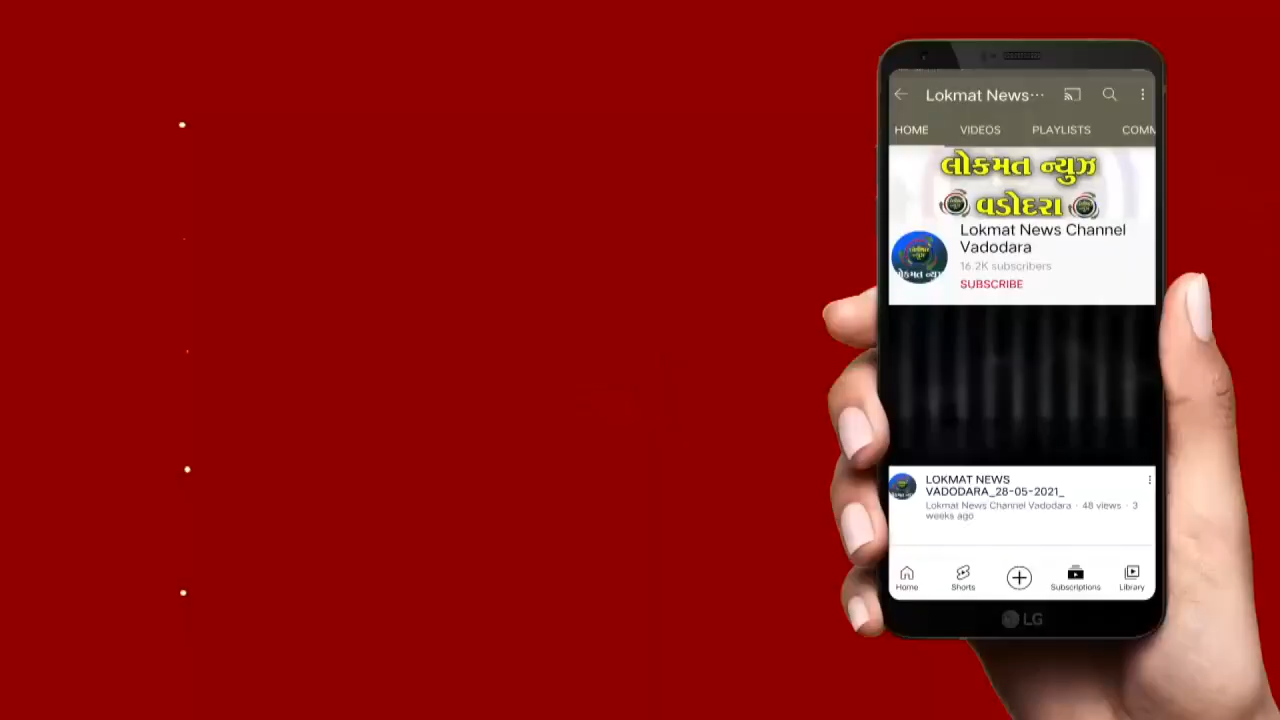 Lokmat News...
HOME VIDEOS PLAYLISTS COMM
લોકમત ન્યુઝ
વડોદરા
Lokmat News Channel
Vadodara
16.2K subscribers
SUBSCRIBE
LOKMAT NEWS
VADODARA_28-05-2021_
Lokmat News Channel Vadodara · 48 views · 3
weeks ago
Home Shorts Subscriptions Library
LG